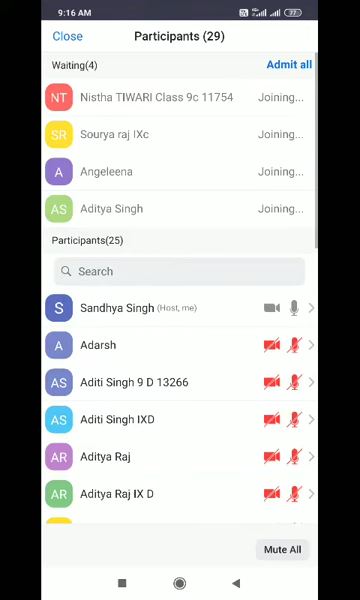 9:16 AM 77
Close Participants (29)
Waiting(4) Admit all
NT Nistha TIWARI Class 9c 11754 Joining...
SR Sourya raj IXc Joining...
A Angeleena Joining...
AS Aditya Singh Joining...
Participants(25)
Search
S Sandhya Singh (Host, me)
A Adarsh
AS Aditi Singh 9 D 13266
AS Aditi Singh IXD
AR Aditya Raj
AR Aditya Raj IX D
Mute All